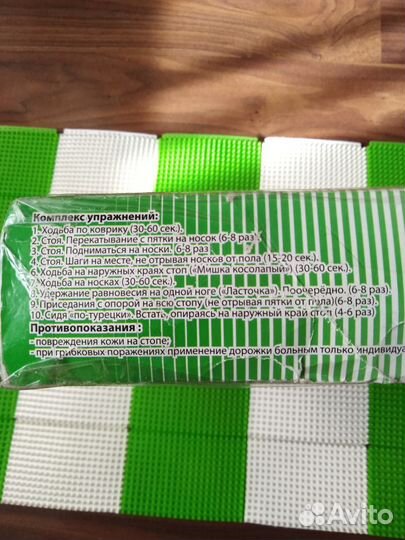 Комплекс упражнений:
1. Ходьба по коврику (30-60 сек.).
2. Стоя. Перекатывание с пятки на носок (6-8 раз).
3. Стоя. Подниматься на носки. (6-8 раз
4. Стоя. Шаги на месте, не отрывая носков от пола (15-20 сек.).
6. Ходьба на наружных краях стоп («Мишка косолапый») (30-60 сек.).
Ходьба на носках (30-60 сек.).
8. Удержание равновесия на одной ноге («Ласточка»). Поочерёдно. (6-8 раз).
9. Приседания с опорой на всю стопу (не отрывая пятки от пола) (6-8 раз).
10. Сидя «по-турецки». Встать, опираясь на наружный край стоп (4-6 раз)
Противопоказания :
- повреждения кожи на стопе;
- при грибковых поражениях применение дорожки больным только индивидуа
Avito